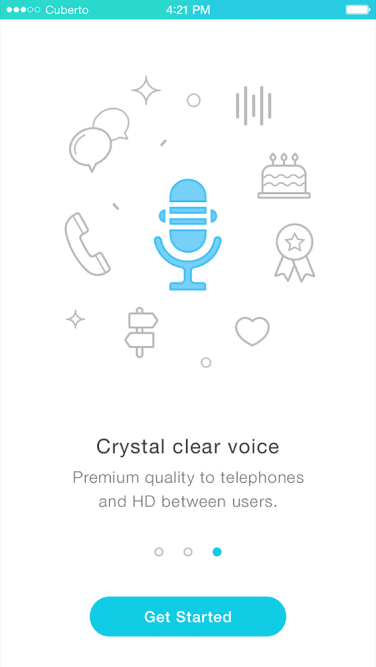 Cuberto 4:21 PM
Crystal clear voice
Premium quality to telephones
and HD between users.
Get Started